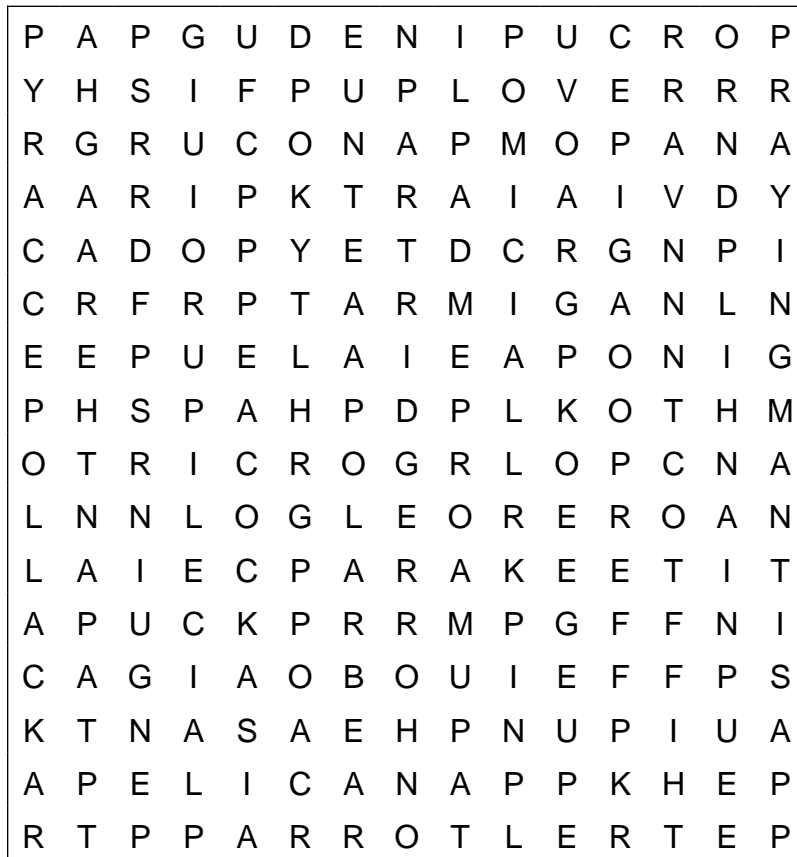 P A P G U D E N I P U C R O P
Y H S I F P U P L O V E R R R
R G R U C O N A P M O P A N A
A A R I P K T R A I A I V D Y
C A D O P Y E T D C R G N P I
C R F R P T A R M I G A N L N
E E P U E L A I E A P O N I G
P H S P A H P D P L K O T H M
O T R I C R O G R L O P C N A
L N N L O G L E O R E R O A N
L A I E C P A R A K E E T I T
A P U C K P R R M P G F F N I
C A G I A O B O U I E F F P S
K T N A S A E H P N U P I U A
A P E L I C A N A P P K H E P
R T P P A R R O T L E R T E P